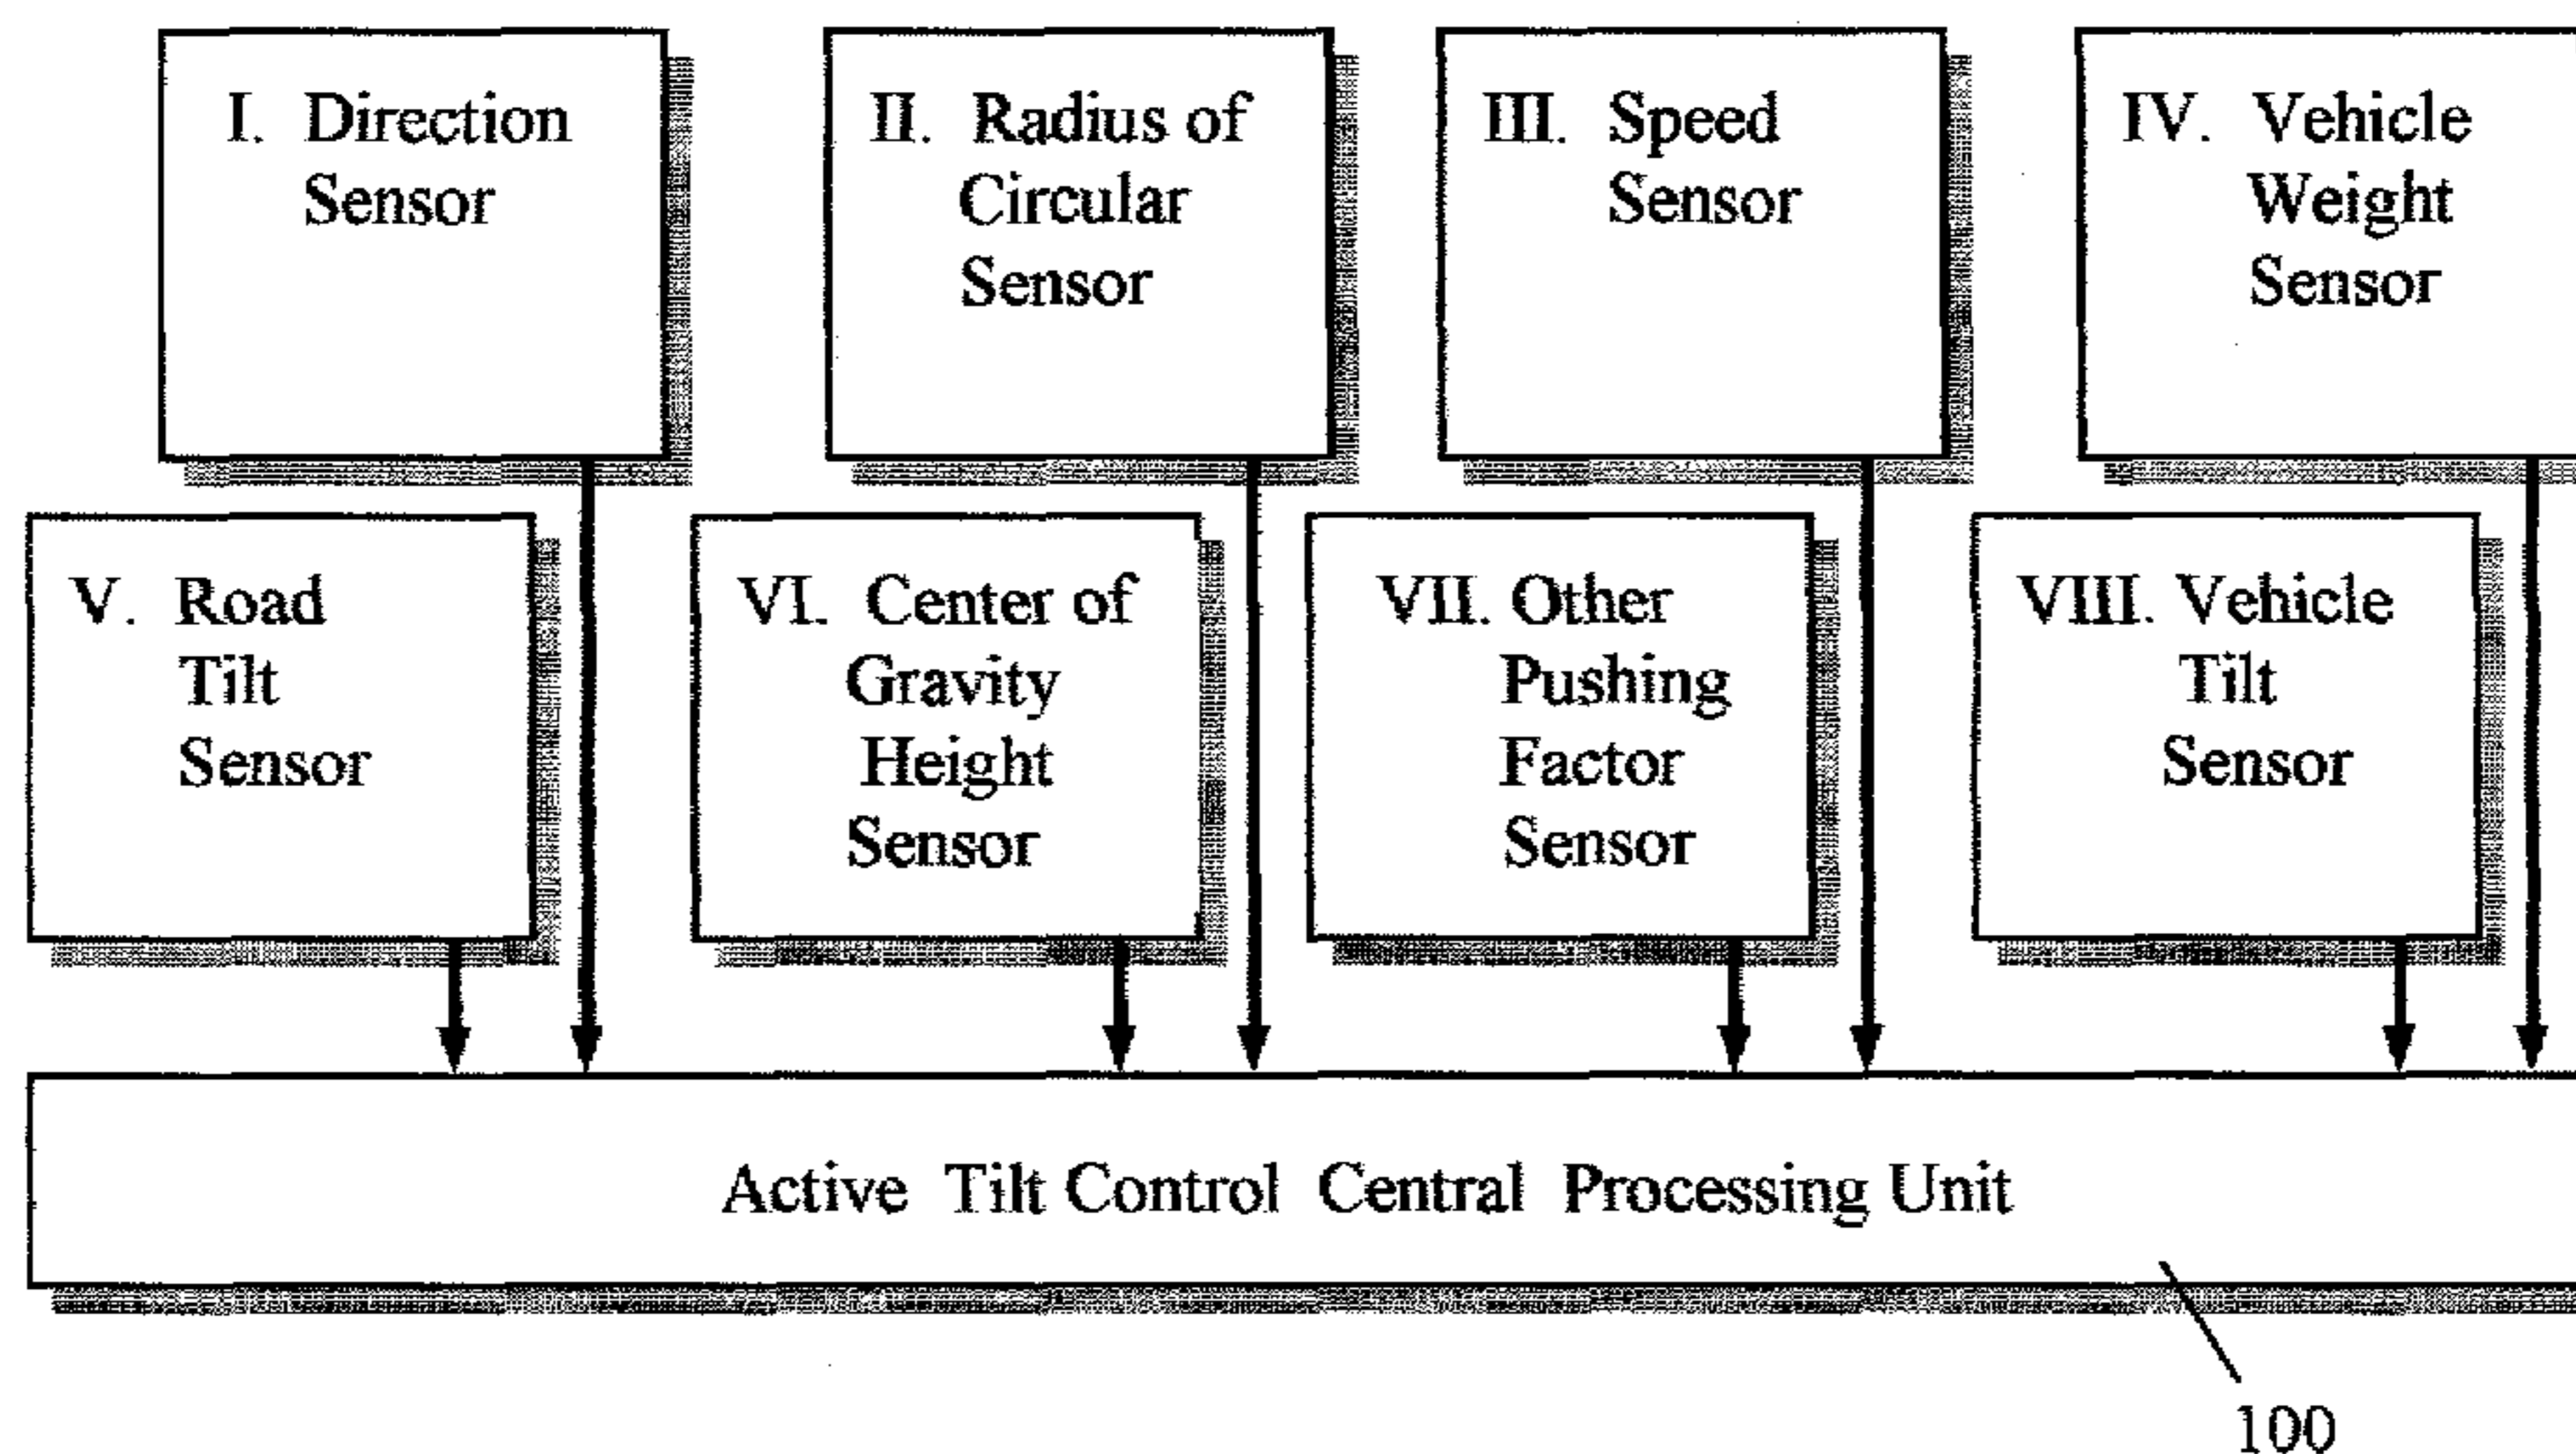 I. Direction
Sensor
II. Radius of
Circular
Sensor
III. Speed
Sensor
IV. Vehicle
Weight
Sensor
V. Road
Tilt
Sensor
VI. Center of
Gravity
Height
Sensor
VII. Other
Pushing
Factor
Sensor
VIII. Vehicle
Tilt
Sensor
Active Tilt Control Central Processing Unit
100